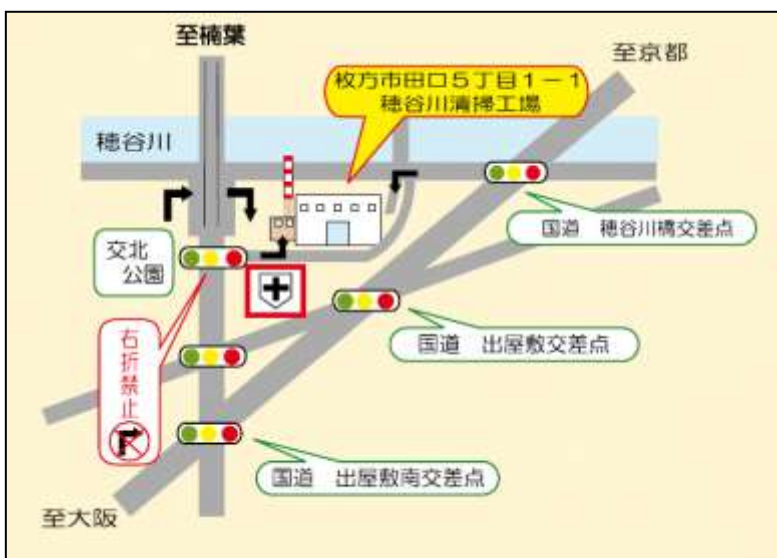 至楠葉
至京都
枚方市田口5丁目1－1
穂谷川清掃工場
穂谷川
国道　穂谷川橋交差点
交北
公園
国道　出屋敷交差点
右折禁止
国道　出屋敷南交差点
至大阪